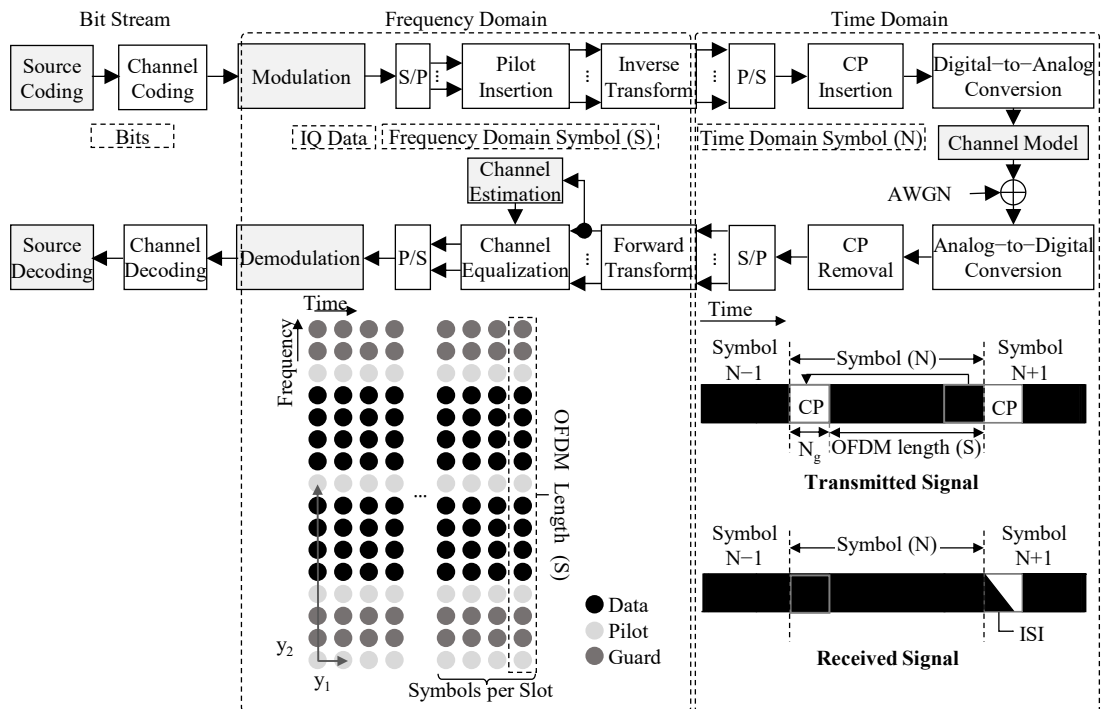 Bit Stream
Frequency Domain
Time Domain
Source
Coding
Channel
Coding
Modulation
S/P
Pilot
Insertion
Inverse
Transform
P/S
CP
Insertion
Digital−to−Analog
Conversion
Bits
IQ Data
Frequency Domain Symbol (S)
Time Domain Symbol (N)
Channel Model
Channel
Estimation
AWGN
Source
Decoding
Channel
Decoding
Demodulation
P/S
Channel
Equalization
Forward
Transform
S/P
CP
Removal
Analog−to−Digital
Conversion
Time
Frequency
OFDM Length (S)
...
y2
y1
Symbols per Slot
Data
Pilot
Guard
Time
Symbol
N−1
Symbol (N)
Symbol
N+1
CP
CP
Ng
OFDM length (S)
Transmitted Signal
Symbol
N−1
Symbol (N)
Symbol
N+1
ISI
Received Signal